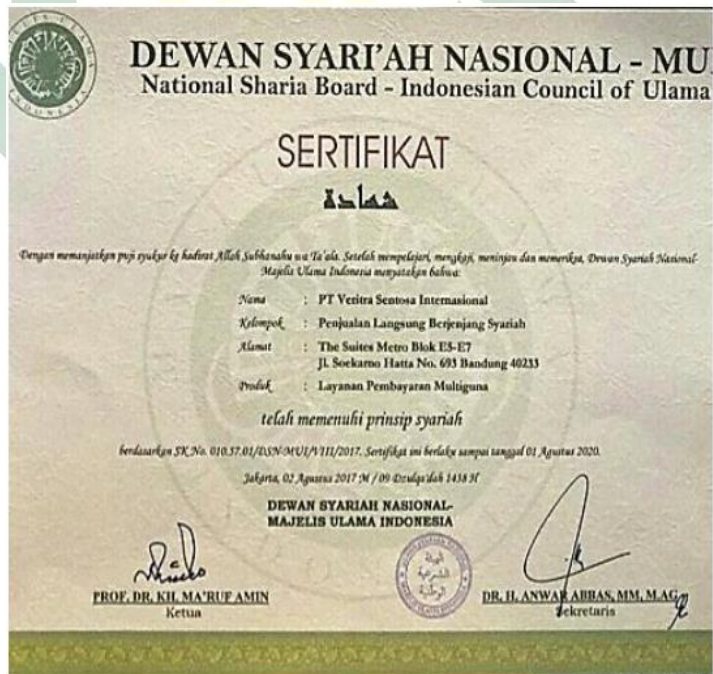 DEWAN SYARI'AH NASIONAL - MU
National Sharia Board - Indonesian Council of Ulama
SERTIFIKAT
شهادة
Dengan memanjatkan puji syukur ke hadirat Allah Subhanahu wa Ta'ala. Setelah mempelajari, mengkaji, meninjau dan memeriksa, Dewan Syariah Nasional-
Majelis Ulama Indonesia menyatakan bahwa:
Nama : PT Veritra Sentosa Internasional
Kelompok : Penjualan Langsung Berjenjang Syariah
Alamat : The Suites Metro Blok E5-E7
JL Soekarno Hatta No. 693 Bandung 40233
Produk : Layanan Pembayaran Multiguna
telah memenuhi prinsip syariah
berdasarkan SK No. 010.57.01/DSN-MUI/VIII/2017. Sertifikat ini berlaku sampai tanggal 01 Agustus 2020.
Jakarta, 02 Agustus 2017 M / 09 Dzulqa'dah 1438 H
DEWAN SYARIAH NASIONAL-
MAJELIS ULAMA INDONESIA
PROF. DR. KH. MA'RUF AMIN
Ketua
DR. H. ANWAR ABBAS, MM, M.AG
Sekretaris